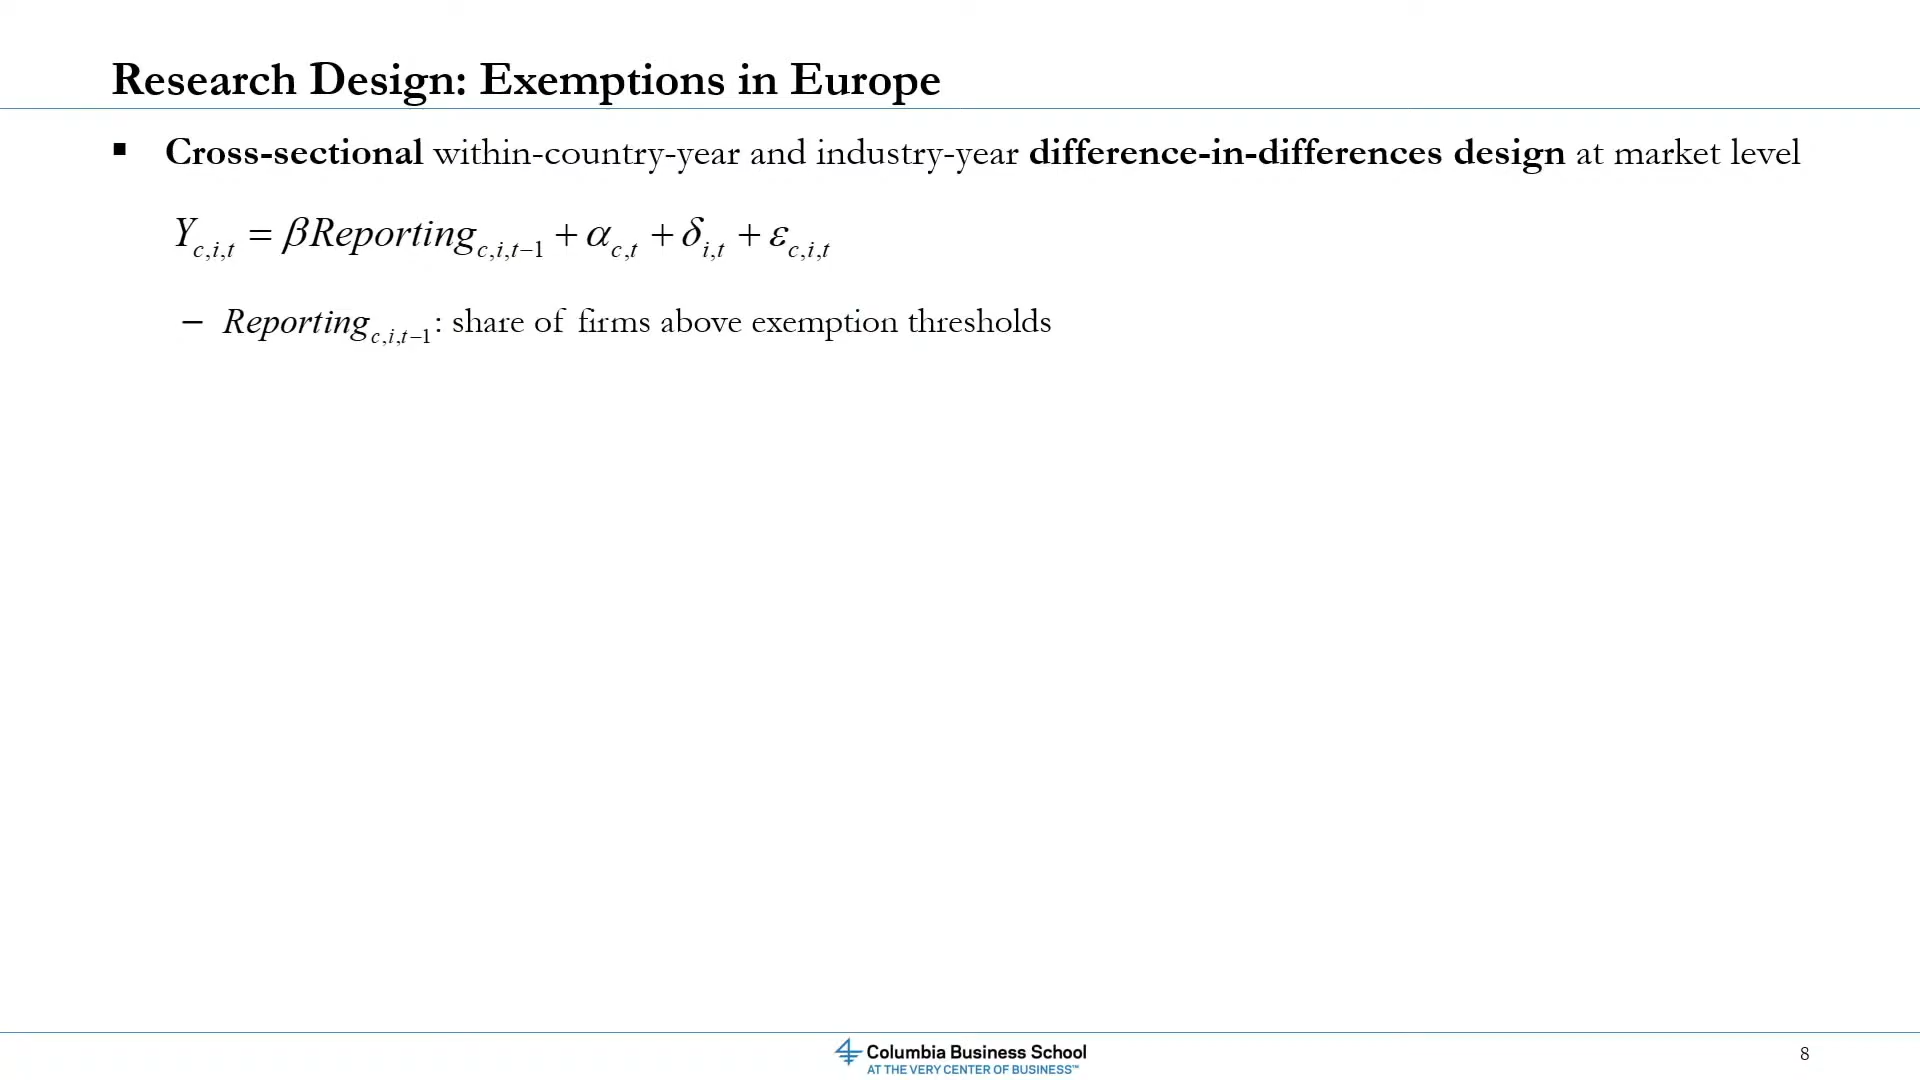 Research Design: Exemptions in Europe
▪ Cross-sectional within-country-year and industry-year difference-in-differences design at market level
Y_{c,i,t} = βReporting_{c,i,t−1} + α_{c,t} + δ_{i,t} + ε_{c,i,t}
– Reporting_{c,i,t−1}: share of firms above exemption thresholds
Columbia Business School
AT THE VERY CENTER OF BUSINESS™
8